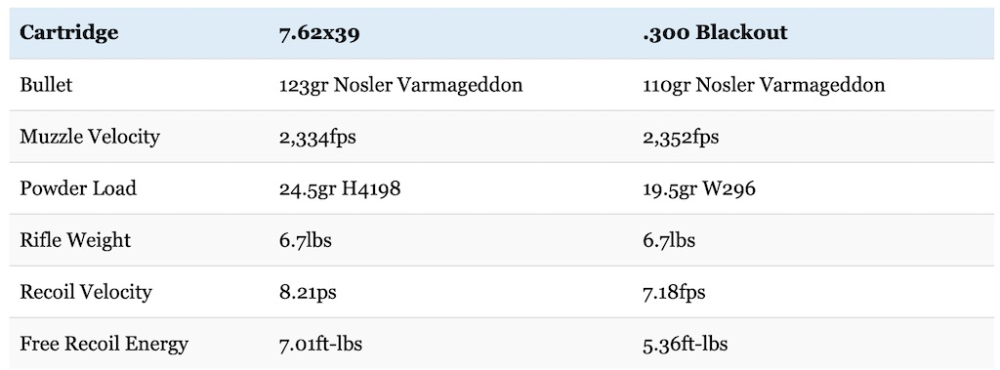 Cartridge 7.62x39 .300 Blackout
Bullet 123gr Nosler Varmageddon 110gr Nosler Varmageddon
Muzzle Velocity 2,334fps 2,352fps
Powder Load 24.5gr H4198 19.5gr W296
Rifle Weight 6.7lbs 6.7lbs
Recoil Velocity 8.21ps 7.18fps
Free Recoil Energy 7.01ft-lbs 5.36ft-lbs